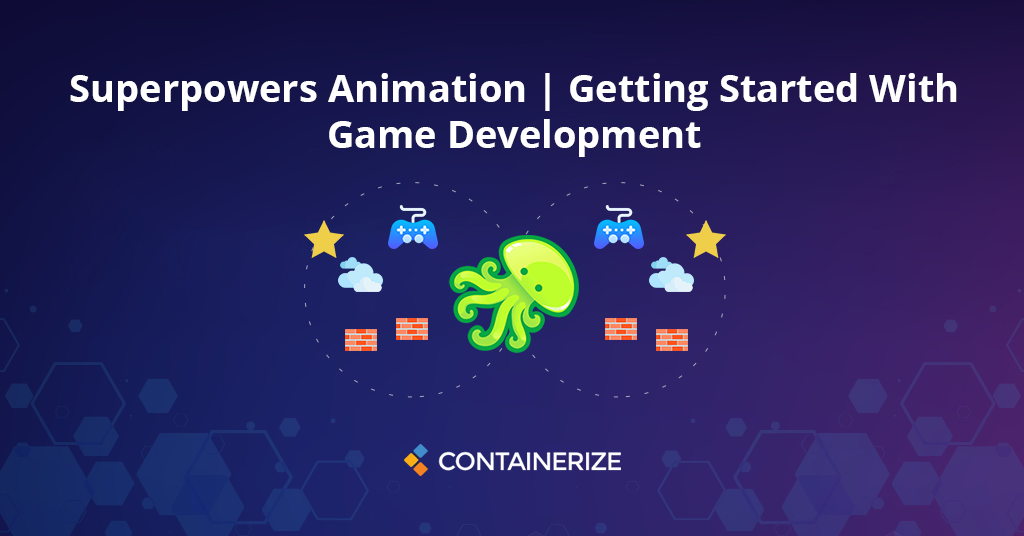 Superpowers Animation | Getting Started With
Game Development
CONTAINERIZE